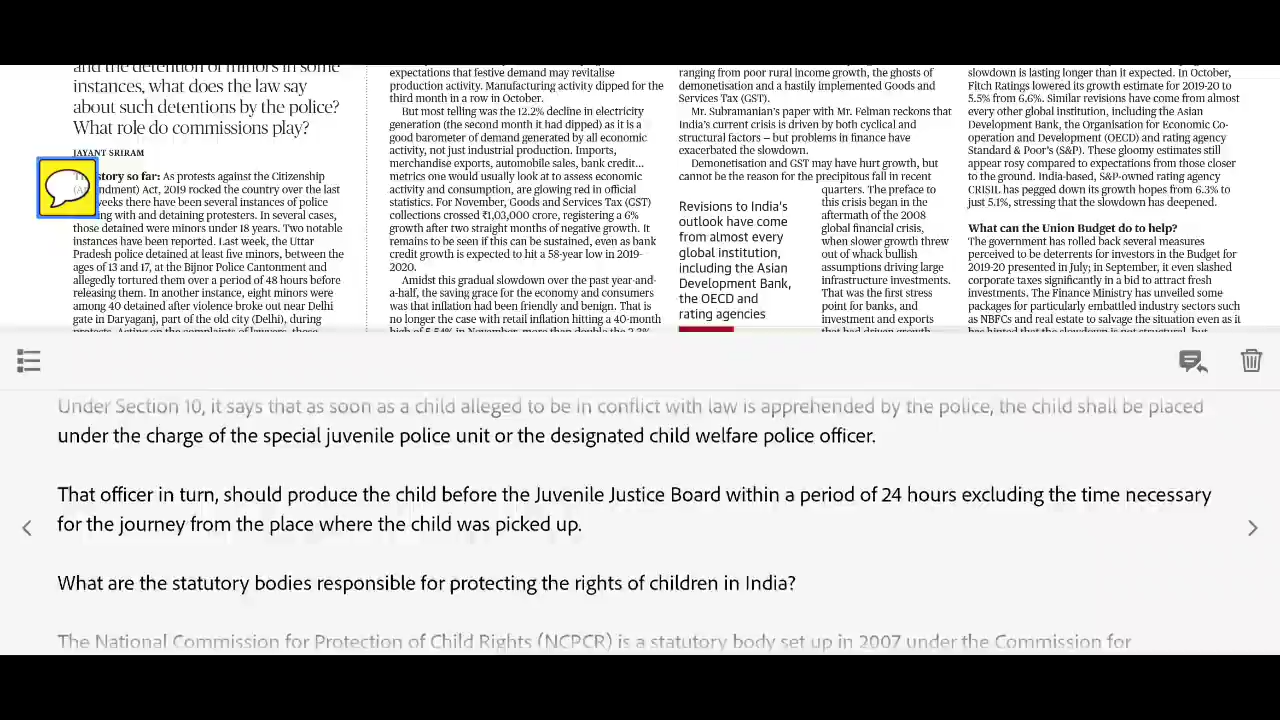 and the detention of minors in some
instances, what does the law say
about such detentions by the police?
What role do commissions play?
JAYANT SRIRAM
story so far: As protests against the Citizenship
ndment) Act, 2019 rocked the country over the last
weeks there have been several instances of police
ng with and detaining protesters. In several cases,
those detained were minors under 18 years. Two notable
instances have been reported. Last week, the Uttar
Pradesh police detained at least five minors, between the
ages of 13 and 17, at the Bijnor Police Cantonment and
allegedly tortured them over a period of 48 hours before
releasing them. In another instance, eight minors were
among 40 detained after violence broke out near Delhi
gate in Daryaganj, part of the old city (Delhi), during
protests. Acting on the complaints of lawyers, these
expectations that festive demand may revitalise
production activity. Manufacturing activity dipped for the
third month in a row in October.
But most telling was the 12.2% decline in electricity
generation (the second month it had dipped) as it is a
good barometer of demand generated by all economic
activity, not just industrial production. Imports,
merchandise exports, automobile sales, bank credit...
metrics one would usually look at to assess economic
activity and consumption, are glowing red in official
statistics. For November, Goods and Services Tax (GST)
collections crossed ₹1,03,000 crore, registering a 6%
growth after two straight months of negative growth. It
remains to be seen if this can be sustained, even as bank
credit growth is expected to hit a 58-year low in 2019-
2020.
Amidst this gradual slowdown over the past year-and-
a-half, the saving grace for the economy and consumers
was that inflation had been friendly and benign. That is
no longer the case with retail inflation hitting a 40-month
high of 5.54% in November, more than double the 2.3%
ranging from poor rural income growth, the ghosts of
demonetisation and a hastily implemented Goods and
Services Tax (GST).
Mr. Subramanian's paper with Mr. Felman reckons that
India's current crisis is driven by both cyclical and
structural factors – but problems in finance have
exacerbated the slowdown.
Demonetisation and GST may have hurt growth, but
cannot be the reason for the precipitous fall in recent
quarters. The preface to
this crisis began in the
aftermath of the 2008
global financial crisis,
when slower growth threw
out of whack bullish
assumptions driving large
infrastructure investments.
That was the first stress
point for banks, and
investment and exports
that had driven growth
Revisions to India's
outlook have come
from almost every
global institution,
including the Asian
Development Bank,
the OECD and
rating agencies
slowdown is lasting longer than it expected. In October,
Fitch Ratings lowered its growth estimate for 2019-20 to
5.5% from 6.6%. Similar revisions have come from almost
every other global institution, including the Asian
Development Bank, the Organisation for Economic Co-
operation and Development (OECD) and rating agency
Standard & Poor's (S&P). These gloomy estimates still
appear rosy compared to expectations from those closer
to the ground. India-based, S&P-owned rating agency
CRISIL has pegged down its growth hopes from 6.3% to
just 5.1%, stressing that the slowdown has deepened.
What can the Union Budget do to help?
The government has rolled back several measures
perceived to be deterrents for investors in the Budget for
2019-20 presented in July; in September, it even slashed
corporate taxes significantly in a bid to attract fresh
investments. The Finance Ministry has unveiled some
packages for particularly embattled industry sectors such
as NBFCs and real estate to salvage the situation even as it
has hinted that the slowdown is not structural, but
Under Section 10, it says that as soon as a child alleged to be in conflict with law is apprehended by the police, the child shall be placed
under the charge of the special juvenile police unit or the designated child welfare police officer.
That officer in turn, should produce the child before the Juvenile Justice Board within a period of 24 hours excluding the time necessary
for the journey from the place where the child was picked up.
What are the statutory bodies responsible for protecting the rights of children in India?
The National Commission for Protection of Child Rights (NCPCR) is a statutory body set up in 2007 under the Commission for